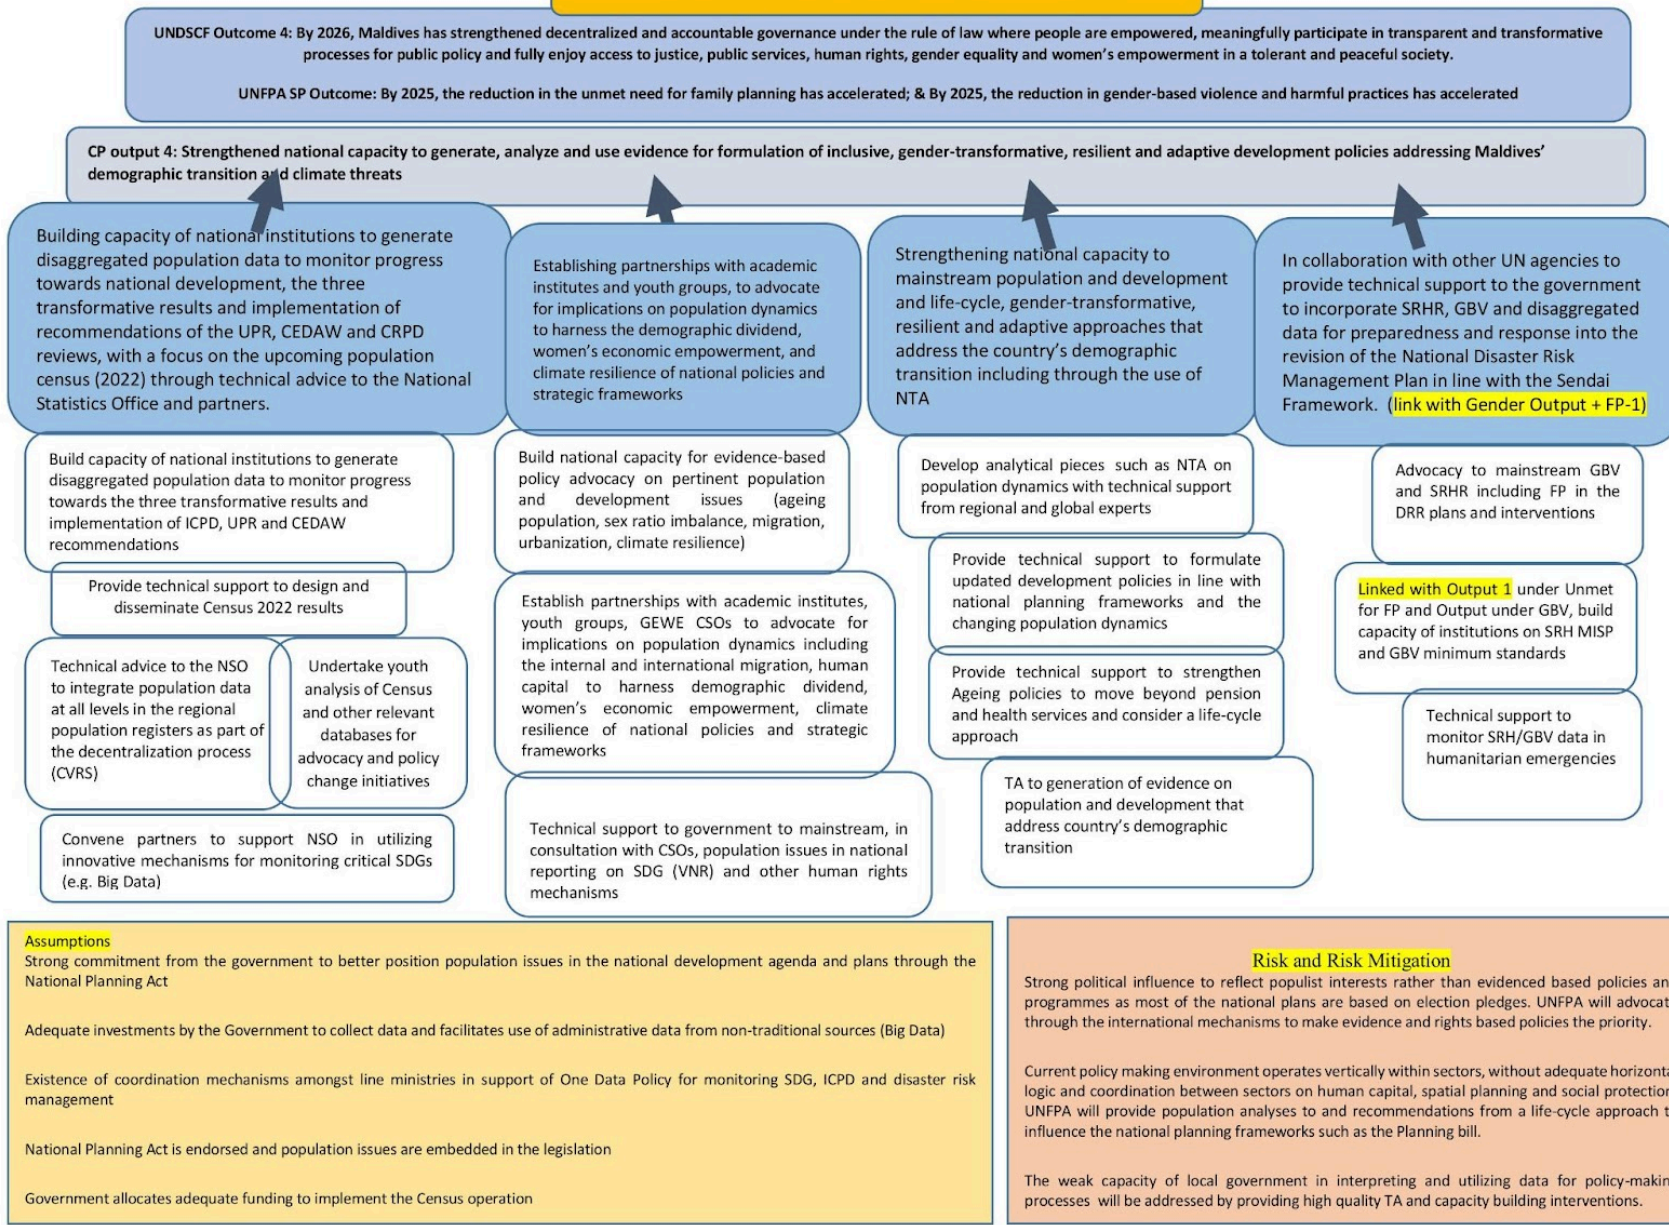 UNDSCF Outcome 4: By 2026, Maldives has strengthened decentralized and accountable governance under the rule of law where people are empowered, meaningfully participate in transparent and transformative
processes for public policy and fully enjoy access to justice, public services, human rights, gender equality and women's empowerment in a tolerant and peaceful society.
UNFPA SP Outcome: By 2025, the reduction in the unmet need for family planning has accelerated; & By 2025, the reduction in gender-based violence and harmful practices has accelerated
CP output 4: Strengthened national capacity to generate, analyze and use evidence for formulation of inclusive, gender-transformative, resilient and adaptive development policies addressing Maldives'
demographic transition and climate threats
Building capacity of national institutions to generate
disaggregated population data to monitor progress
towards national development, the three
transformative results and implementation of
recommendations of the UPR, CEDAW and CRPD
reviews, with a focus on the upcoming population
census (2022) through technical advice to the National
Statistics Office and partners.
Establishing partnerships with academic
institutes and youth groups, to advocate
for implications on population dynamics
to harness the demographic dividend,
women's economic empowerment, and
climate resilience of national policies and
strategic frameworks
Strengthening national capacity to
mainstream population and development
and life-cycle, gender-transformative,
resilient and adaptive approaches that
address the country's demographic
transition including through the use of
NTA
In collaboration with other UN agencies to
provide technical support to the government
to incorporate SRHR, GBV and disaggregated
data for preparedness and response into the
revision of the National Disaster Risk
Management Plan in line with the Sendai
Framework. (link with Gender Output + FP-1)
Build capacity of national institutions to generate
disaggregated population data to monitor progress
towards the three transformative results and
implementation of ICPD, UPR and CEDAW
recommendations
Provide technical support to design and
disseminate Census 2022 results
Technical advice to the NSO
to integrate population data
at all levels in the regional
population registers as part of
the decentralization process
(CVRS)
Undertake youth
analysis of Census
and other relevant
databases for
advocacy and policy
change initiatives
Convene partners to support NSO in utilizing
innovative mechanisms for monitoring critical SDGs
(e.g. Big Data)
Build national capacity for evidence-based
policy advocacy on pertinent population
and development issues (ageing
population, sex ratio imbalance, migration,
urbanization, climate resilience)
Establish partnerships with academic institutes,
youth groups, GEWE CSOs to advocate for
implications on population dynamics including
the internal and international migration, human
capital to harness demographic dividend,
women's economic empowerment, climate
resilience of national policies and strategic
frameworks
Technical support to government to mainstream, in
consultation with CSOs, population issues in national
reporting on SDG (VNR) and other human rights
mechanisms
Develop analytical pieces such as NTA on
population dynamics with technical support
from regional and global experts
Provide technical support to formulate
updated development policies in line with
national planning frameworks and the
changing population dynamics
Provide technical support to strengthen
Ageing policies to move beyond pension
and health services and consider a life-cycle
approach
TA to generation of evidence on
population and development that
address country's demographic
transition
Advocacy to mainstream GBV
and SRHR including FP in the
DRR plans and interventions
Linked with Output 1 under Unmet
for FP and Output under GBV, build
capacity of institutions on SRH MISP
and GBV minimum standards
Technical support to
monitor SRH/GBV data in
humanitarian emergencies
Assumptions
Strong commitment from the government to better position population issues in the national development agenda and plans through the
National Planning Act
Adequate investments by the Government to collect data and facilitates use of administrative data from non-traditional sources (Big Data)
Existence of coordination mechanisms amongst line ministries in support of One Data Policy for monitoring SDG, ICPD and disaster risk
management
National Planning Act is endorsed and population issues are embedded in the legislation
Government allocates adequate funding to implement the Census operation
Risk and Risk Mitigation
Strong political influence to reflect populist interests rather than evidenced based policies an
programmes as most of the national plans are based on election pledges. UNFPA will advocat
through the international mechanisms to make evidence and rights based policies the priority.
Current policy making environment operates vertically within sectors, without adequate horizonta
logic and coordination between sectors on human capital, spatial planning and social protection
UNFPA will provide population analyses to and recommendations from a life-cycle approach t
influence the national planning frameworks such as the Planning bill.
The weak capacity of local government in interpreting and utilizing data for policy-makin
processes will be addressed by providing high quality TA and capacity building interventions.